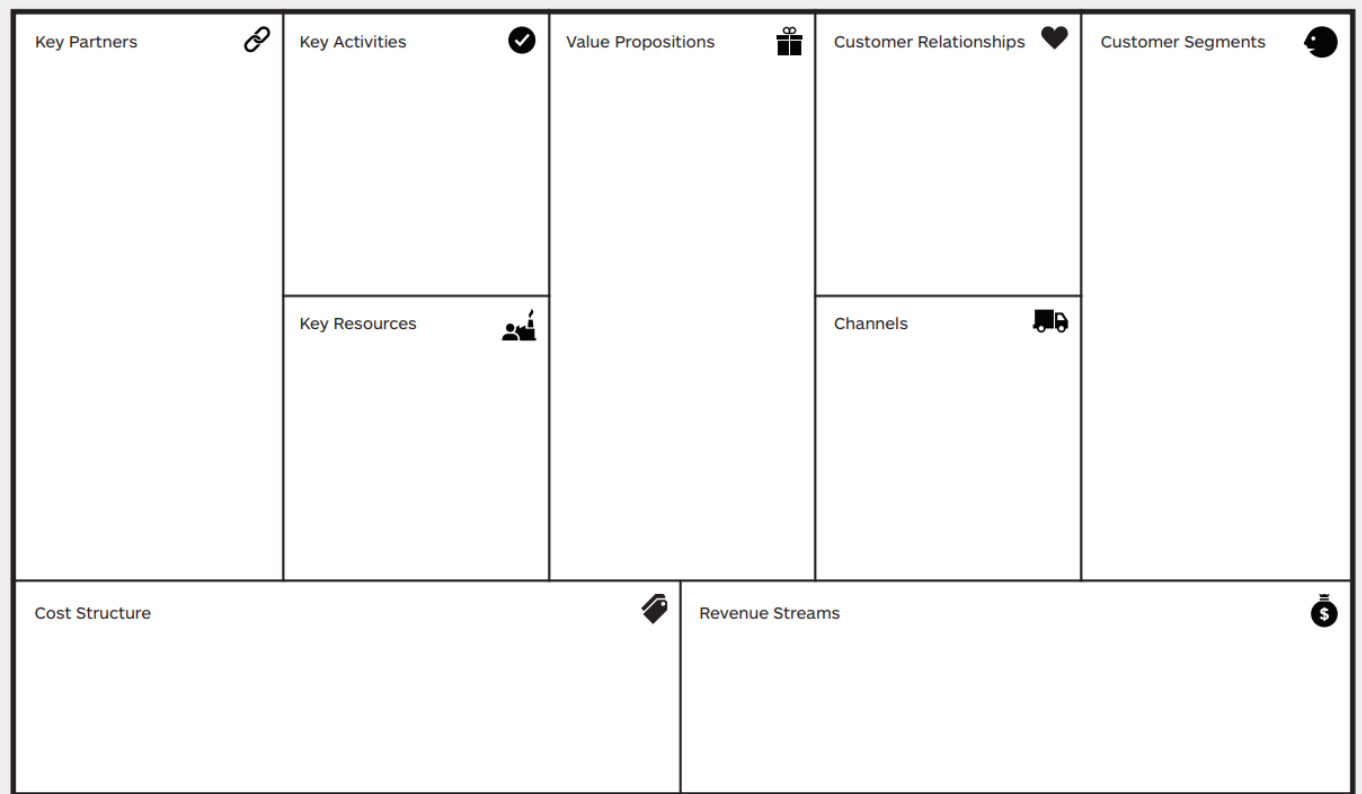 Key Partners
Key Activities
Value Propositions
Customer Relationships
Customer Segments
Key Resources
Channels
Cost Structure
Revenue Streams
$